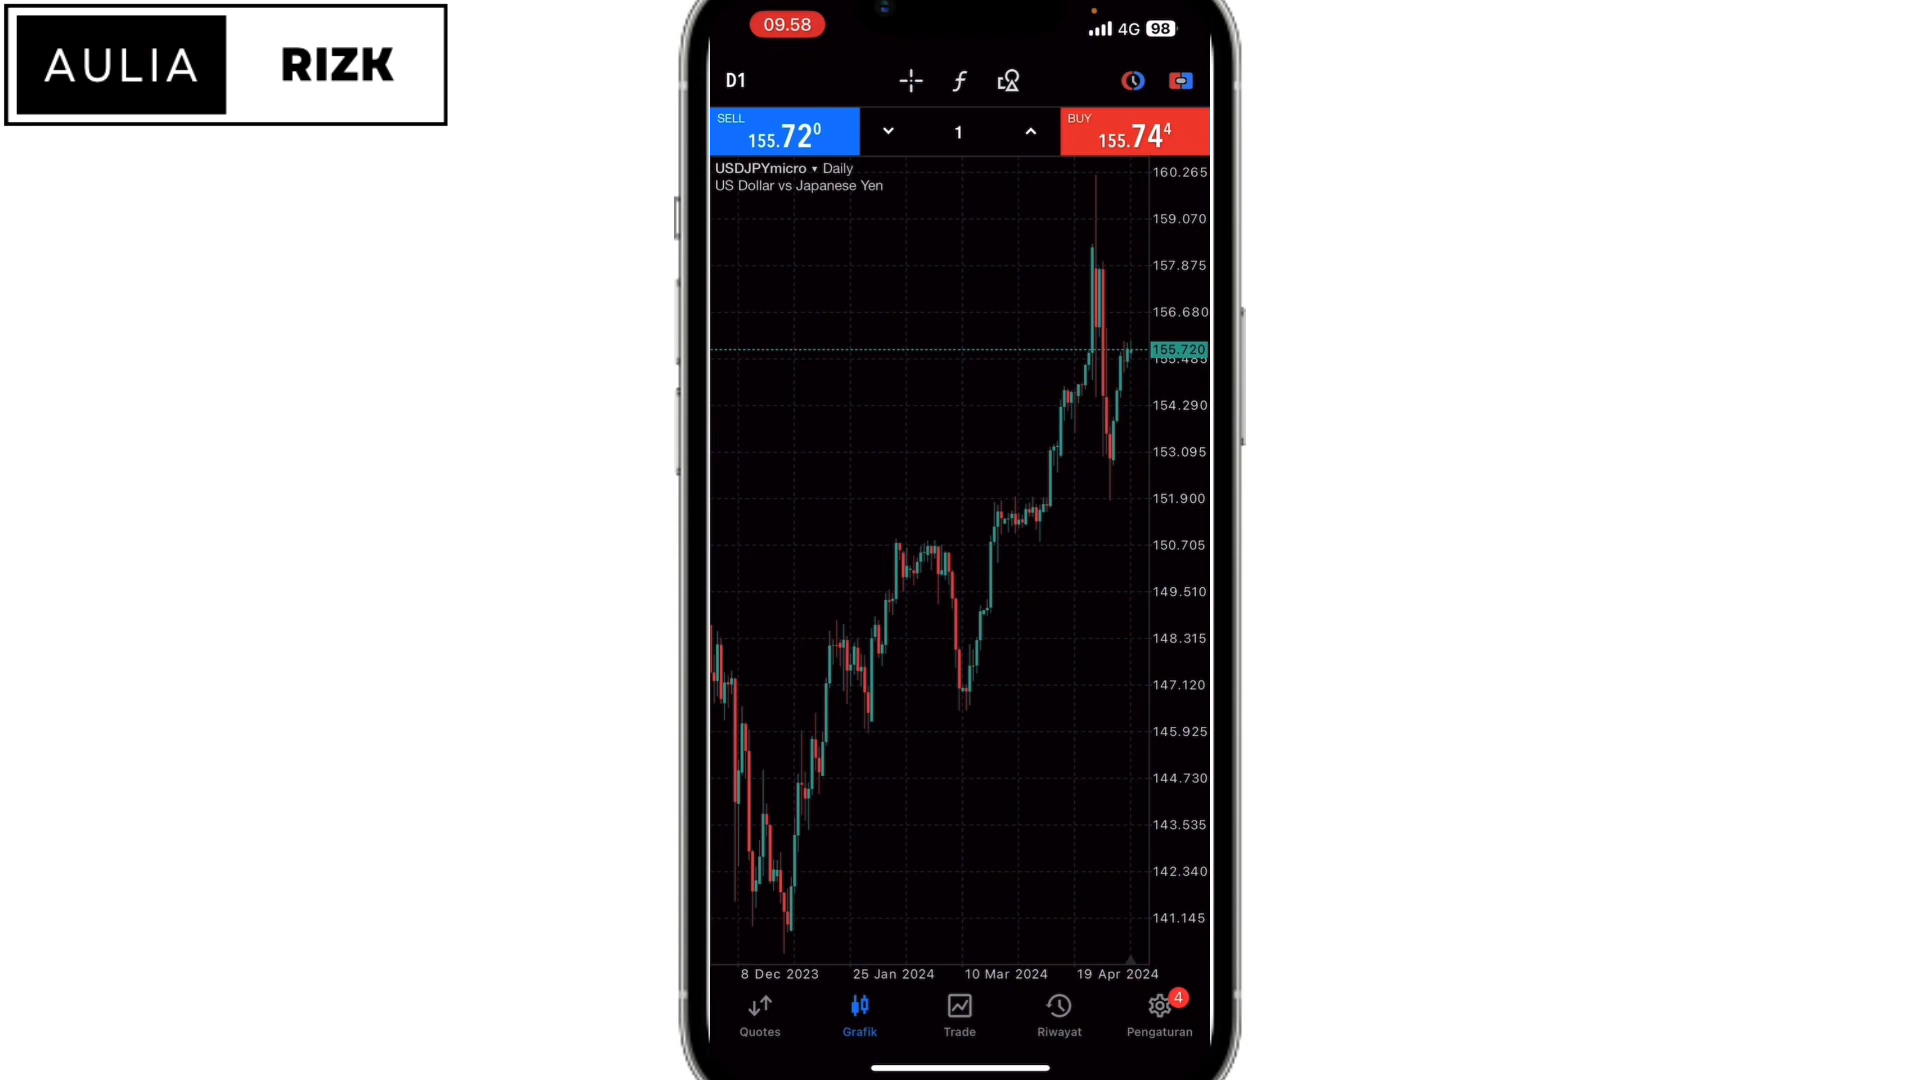 AULIA RIZK
09.58
4G 98
D1
SELL
155.72⁰
1
BUY
155.74⁴
USDJPYmicro ▾ Daily
US Dollar vs Japanese Yen
160.265
159.070
157.875
156.680
155.720
155.485
154.290
153.095
151.900
150.705
149.510
148.315
147.120
145.925
144.730
143.535
142.340
141.145
8 Dec 2023 25 Jan 2024 10 Mar 2024 19 Apr 2024
4
Quotes Grafik Trade Riwayat Pengaturan